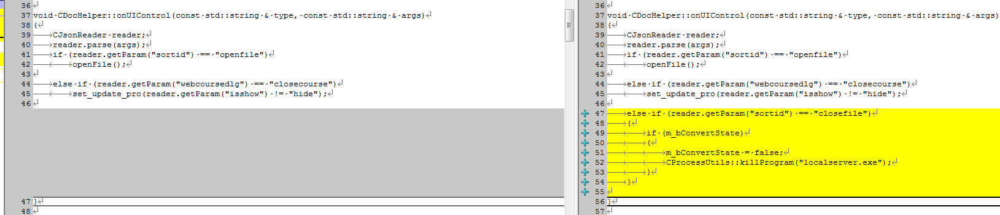 36
37 void CDocHelper::onUIControl(const std::string & type, const std::string & args)
38 {
39 CJsonReader reader;
40 reader.parse(args);
41 if (reader.getParam("sortid") == "openfile")
42 openFile();
43
44 else if (reader.getParam("webcoursedlg") == "closecourse")
45 set_update_pro(reader.getParam("isshow") != "hide");
46
47 }
48
36
37 void CDocHelper::onUIControl(const std::string & type, const std::string & args)
38 {
39 CJsonReader reader;
40 reader.parse(args);
41 if (reader.getParam("sortid") == "openfile")
42 openFile();
43
44 else if (reader.getParam("webcoursedlg") == "closecourse")
45 set_update_pro(reader.getParam("isshow") != "hide");
46
47 else if (reader.getParam("sortid") == "closefile")
48 {
49 if (m_bConvertState)
50 {
51 m_bConvertState = false;
52 CProcessUtils::killProgram("localserver.exe");
53 }
54 }
55
56 }
57